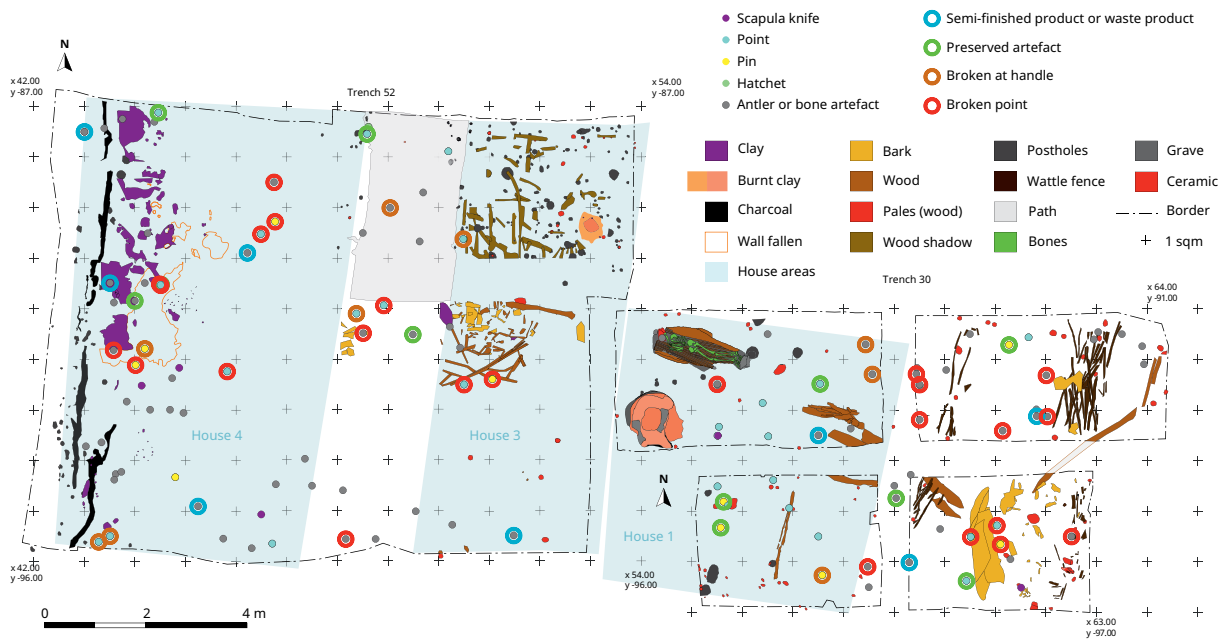 Scapula knife
Point
Pin
Hatchet
Antler or bone artefact
Semi-finished product or waste product
Preserved artefact
Broken at handle
Broken point
N
x 42.00
y -87.00
Trench 52
x 54.00
y -87.00
Clay
Burnt clay
Charcoal
Wall fallen
House areas
Bark
Wood
Pales (wood)
Wood shadow
Postholes
Wattle fence
Path
Bones
Grave
Ceramic
Border
1 sqm
Trench 30
x 64.00
y -91.00
House 4
House 3
N
House 1
x 42.00
y -96.00
x 54.00
y -96.00
x 63.00
y -97.00
0
2
4 m